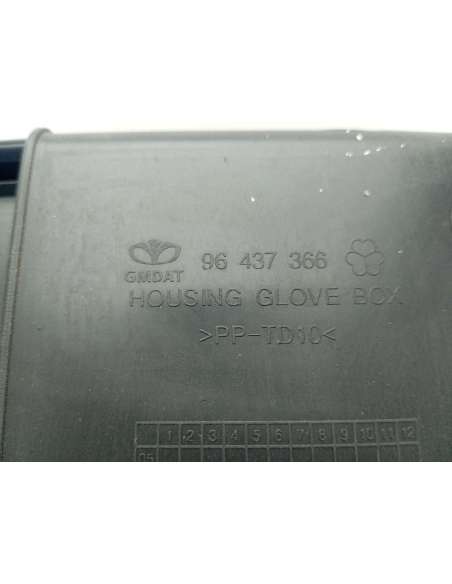 96 437 366
GMDAT
HOUSING GLOVE BOX
>PP-TD10<
1 2 3 4 5 6 7 8 9 10 11 12
05